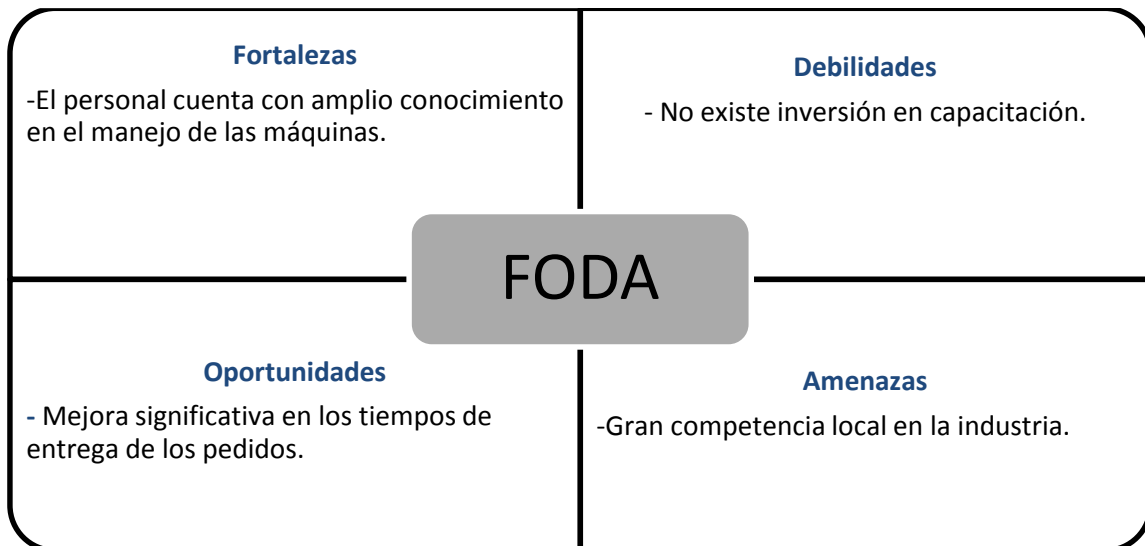 Fortalezas
-El personal cuenta con amplio conocimiento
en el manejo de las máquinas.
Debilidades
- No existe inversión en capacitación.
FODA
Oportunidades
- Mejora significativa en los tiempos de
entrega de los pedidos.
Amenazas
-Gran competencia local en la industria.